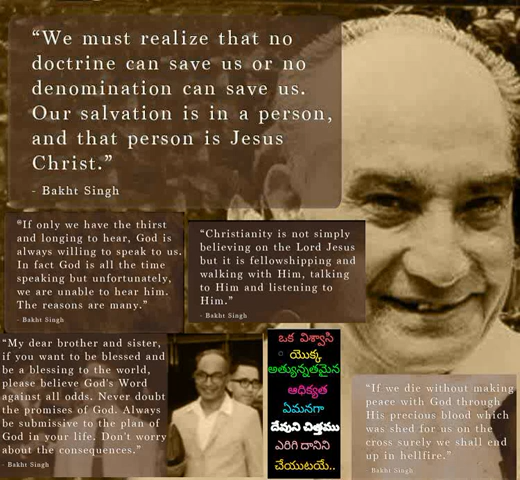 “We must realize that no
doctrine can save us or no
denomination can save us.
Our salvation is in a person,
and that person is Jesus
Christ.”
- Bakht Singh
“If only we have the thirst
and longing to hear, God is
always willing to speak to us.
In fact God is all the time
speaking but unfortunately,
we are unable to hear him.
The reasons are many.”
- Bakht Singh
“Christianity is not simply
believing on the Lord Jesus
but it is fellowshipping and
walking with Him, talking
to Him and listening to
Him.”
- Bakht Singh
“My dear brother and sister,
if you want to be blessed and
be a blessing to the world,
please believe God's Word
against all odds. Never doubt
the promises of God. Always
be submissive to the plan of
God in your life. Don't worry
about the consequences.”
- Bakht Singh
ఒక విశ్వాసి
యొక్క
అత్యున్నతమైన
ఆధిక్యత
ఏమనగా
దేవుని చిత్తము
ఎరిగి దానిని
చేయుటయే..
“If we die without making
peace with God through
His precious blood which
was shed for us on the
cross surely we shall end
up in hellfire.”
- Bakht Singh